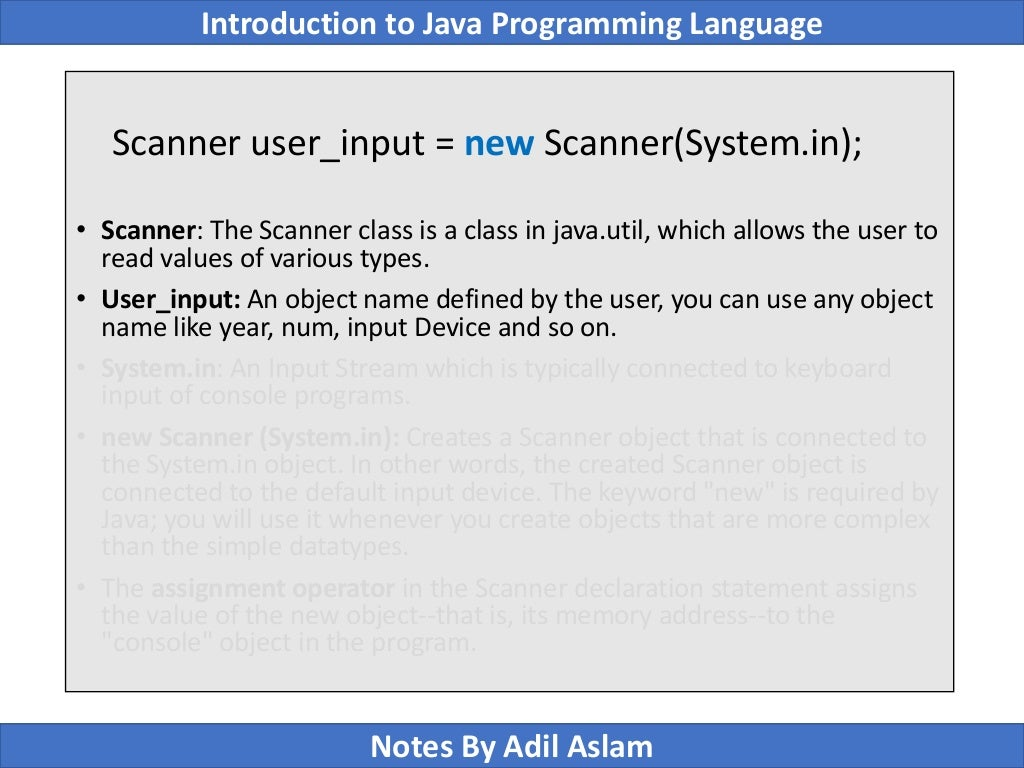 Introduction to Java Programming Language
Scanner user_input = new Scanner(System.in);
• Scanner: The Scanner class is a class in java.util, which allows the user to
read values of various types.
• User_input: An object name defined by the user, you can use any object
name like year, num, input Device and so on.
• System.in: An Input Stream which is typically connected to keyboard
input of console programs.
• new Scanner (System.in): Creates a Scanner object that is connected to
the System.in object. In other words, the created Scanner object is
connected to the default input device. The keyword "new" is required by
Java; you will use it whenever you create objects that are more complex
than the simple datatypes.
• The assignment operator in the Scanner declaration statement assigns
the value of the new object--that is, its memory address--to the
"console" object in the program.
Notes By Adil Aslam